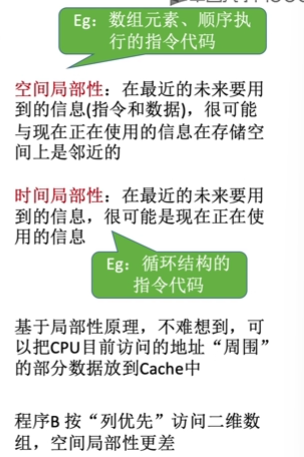 Eg：数组元素、顺序执
行的指令代码
空间局部性：在最近的未来要用
到的信息(指令和数据)，很可能
与现在正在使用的信息在存储空
间上是邻近的
时间局部性：在最近的未来要用
到的信息，很可能是现在正在使
用的信息
Eg：循环结构的
指令代码
基于局部性原理，不难想到，可
以把CPU目前访问的地址“周围”
的部分数据放到Cache中
程序B 按“列优先”访问二维数
组，空间局部性更差